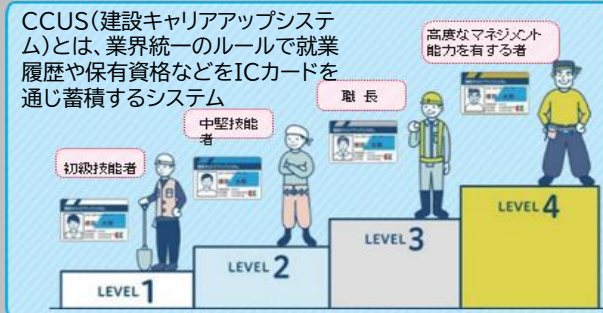 CCUS(建設キャリアアップシステ
ム)とは、業界統一のルールで就業
履歴や保有資格などをICカードを
通じ蓄積するシステム
高度なマネジメント
能力を有する者
職 長
中堅技能
者
初級技能者
LEVEL 4
LEVEL 3
LEVEL 2
LEVEL 1